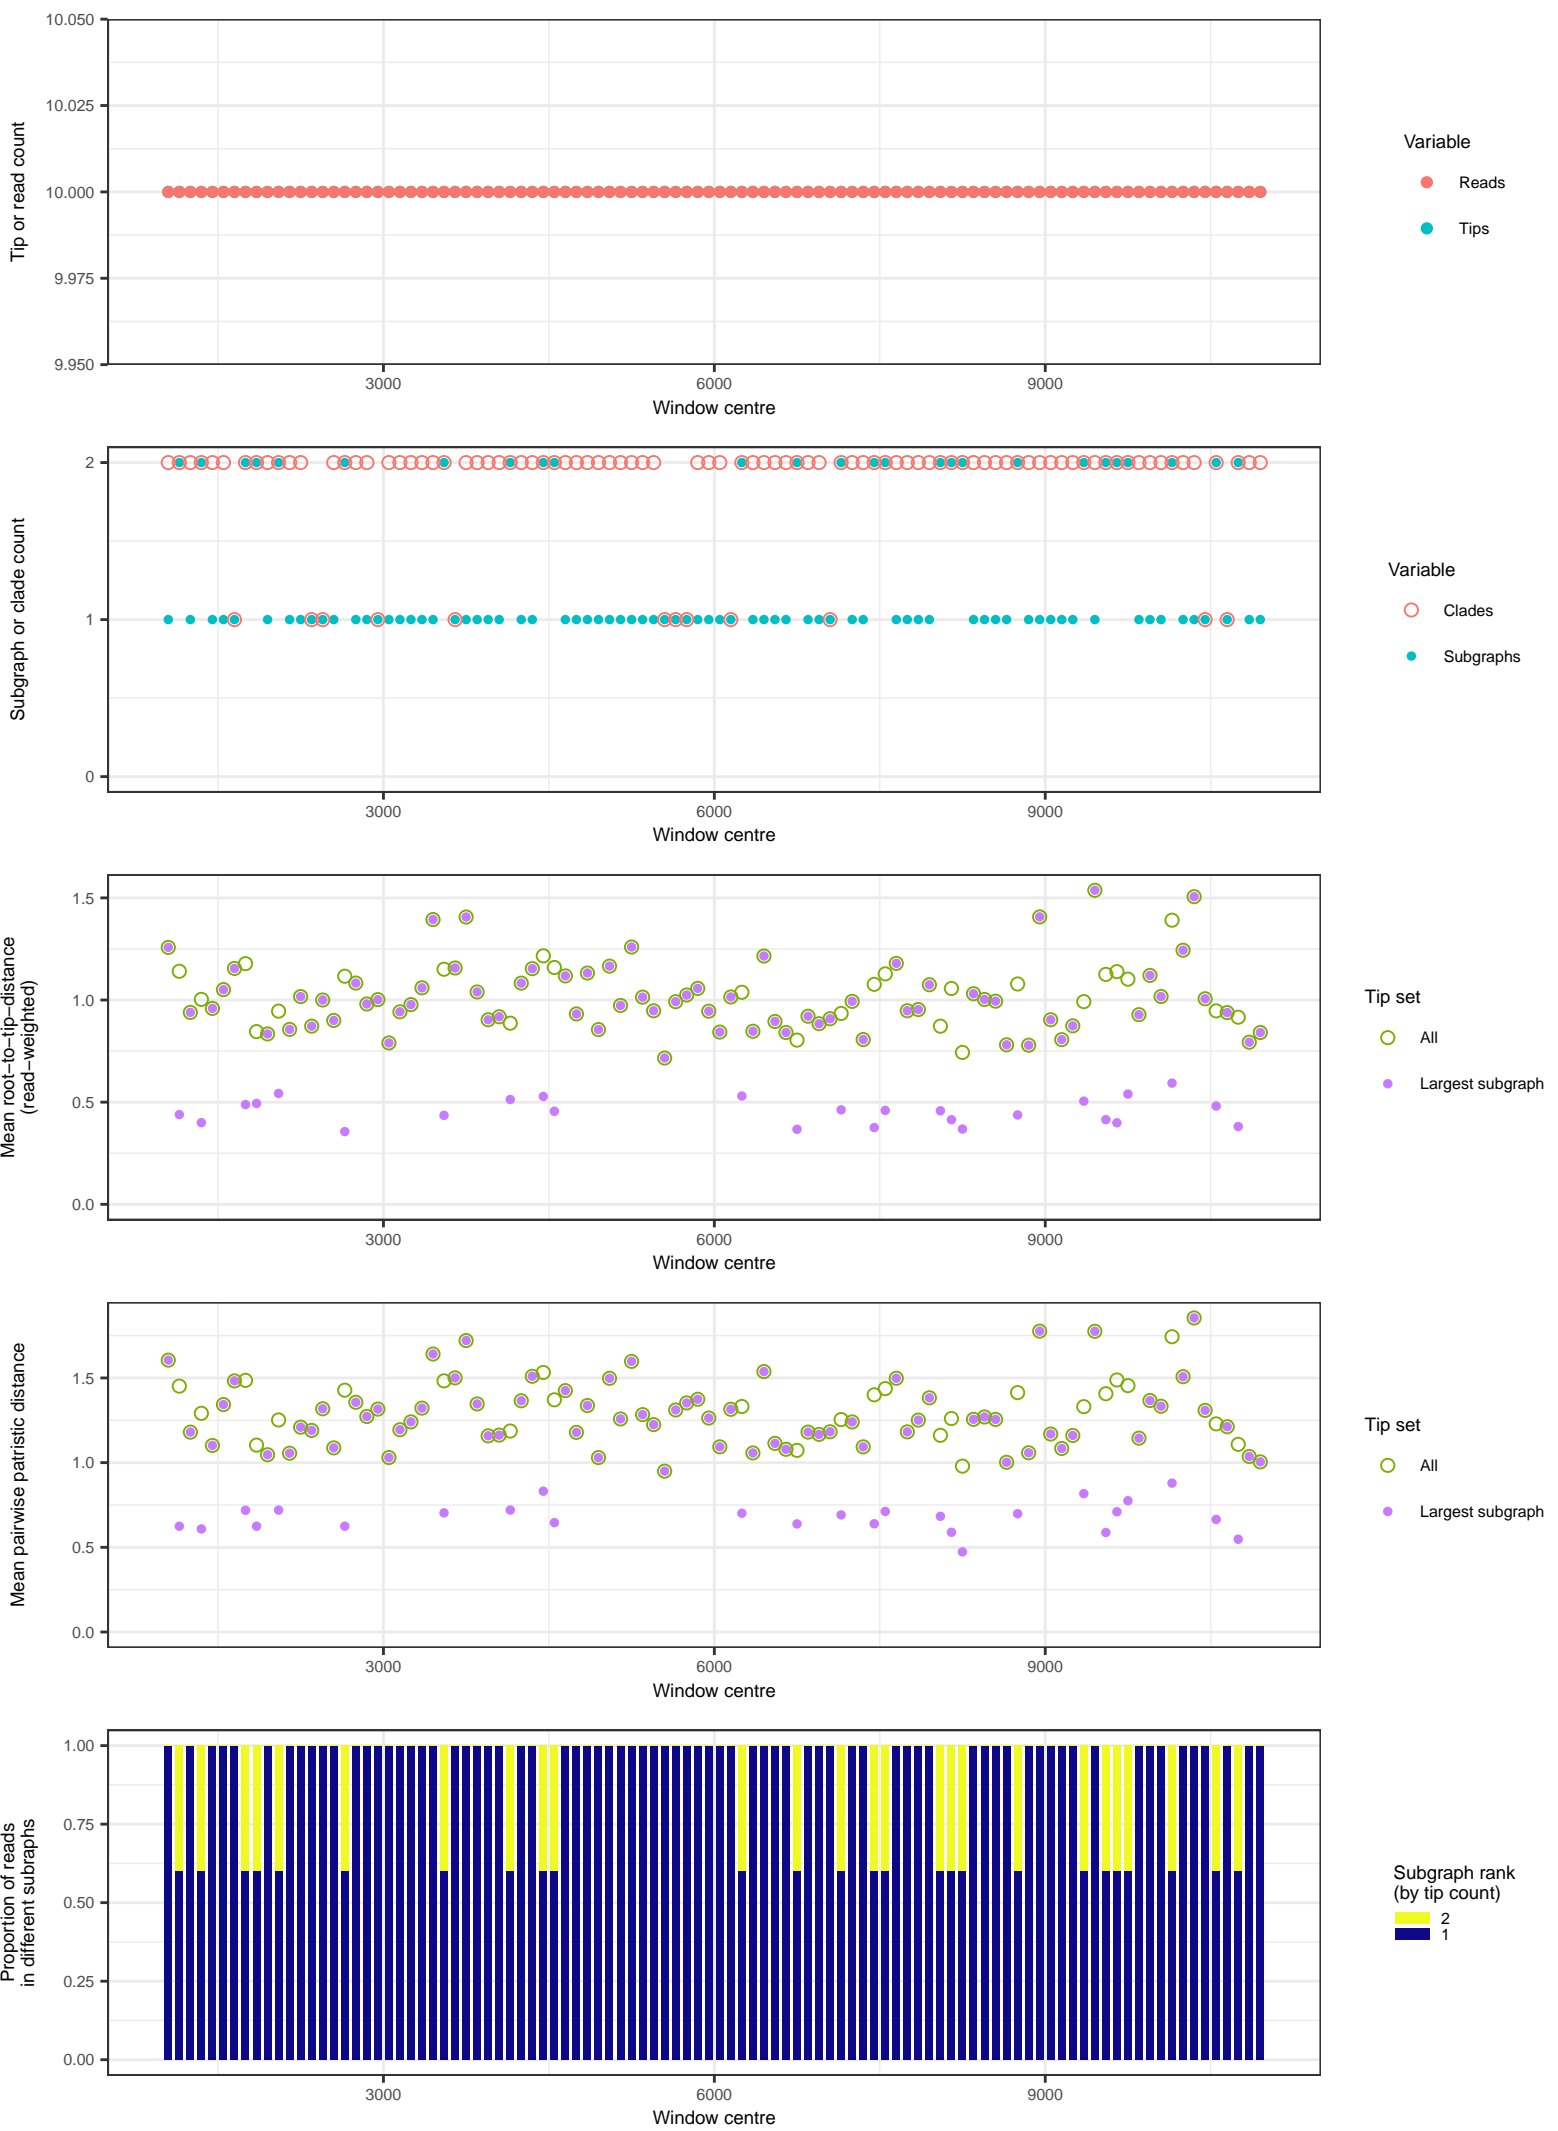 10.050
10.025
10.000
9.975
9.950
Tip or read count
3000
6000
9000
Window centre
Variable
Reads
Tips
2
1
0
Subgraph or clade count
3000
6000
9000
Window centre
Variable
Clades
Subgraphs
1.5
1.0
0.5
0.0
Mean root−to−tip−distance
(read−weighted)
3000
6000
9000
Window centre
Tip set
All
Largest subgraph
1.5
1.0
0.5
0.0
Mean pairwise patristic distance
3000
6000
9000
Window centre
Tip set
All
Largest subgraph
1.00
0.75
0.50
0.25
0.00
Proportion of reads
in different subraphs
3000
6000
9000
Window centre
Subgraph rank
(by tip count)
2
1